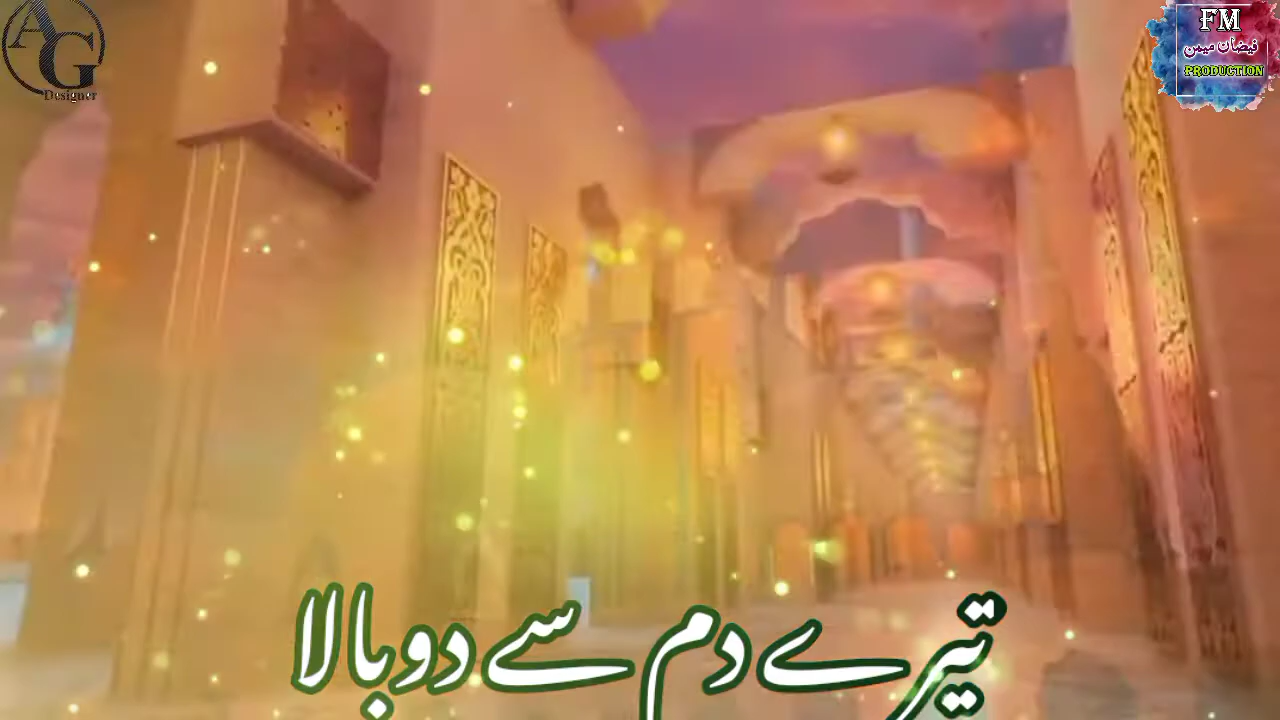 AG
Designer
FM
فیضان میمن
PRODUCTION
تیرے دم سے دوبالا